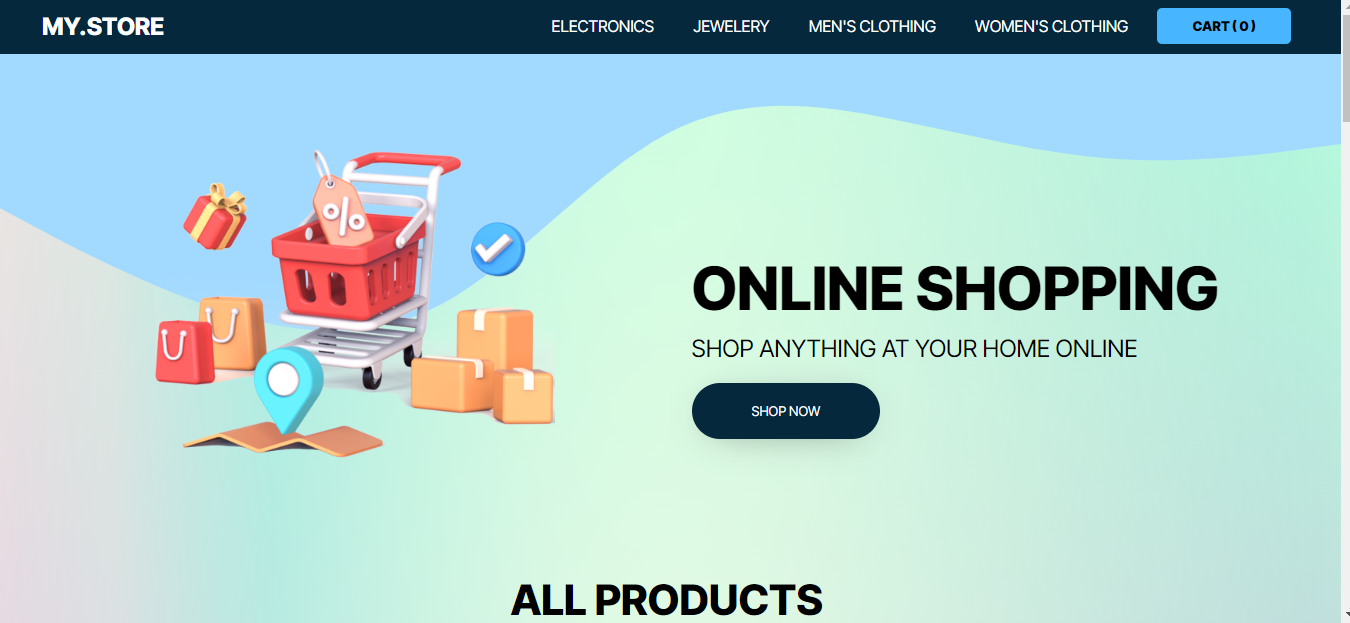 MY.STORE
ELECTRONICS
JEWELERY
MEN'S CLOTHING
WOMEN'S CLOTHING
CART ( 0 )
%
ONLINE SHOPPING
SHOP ANYTHING AT YOUR HOME ONLINE
SHOP NOW
ALL PRODUCTS